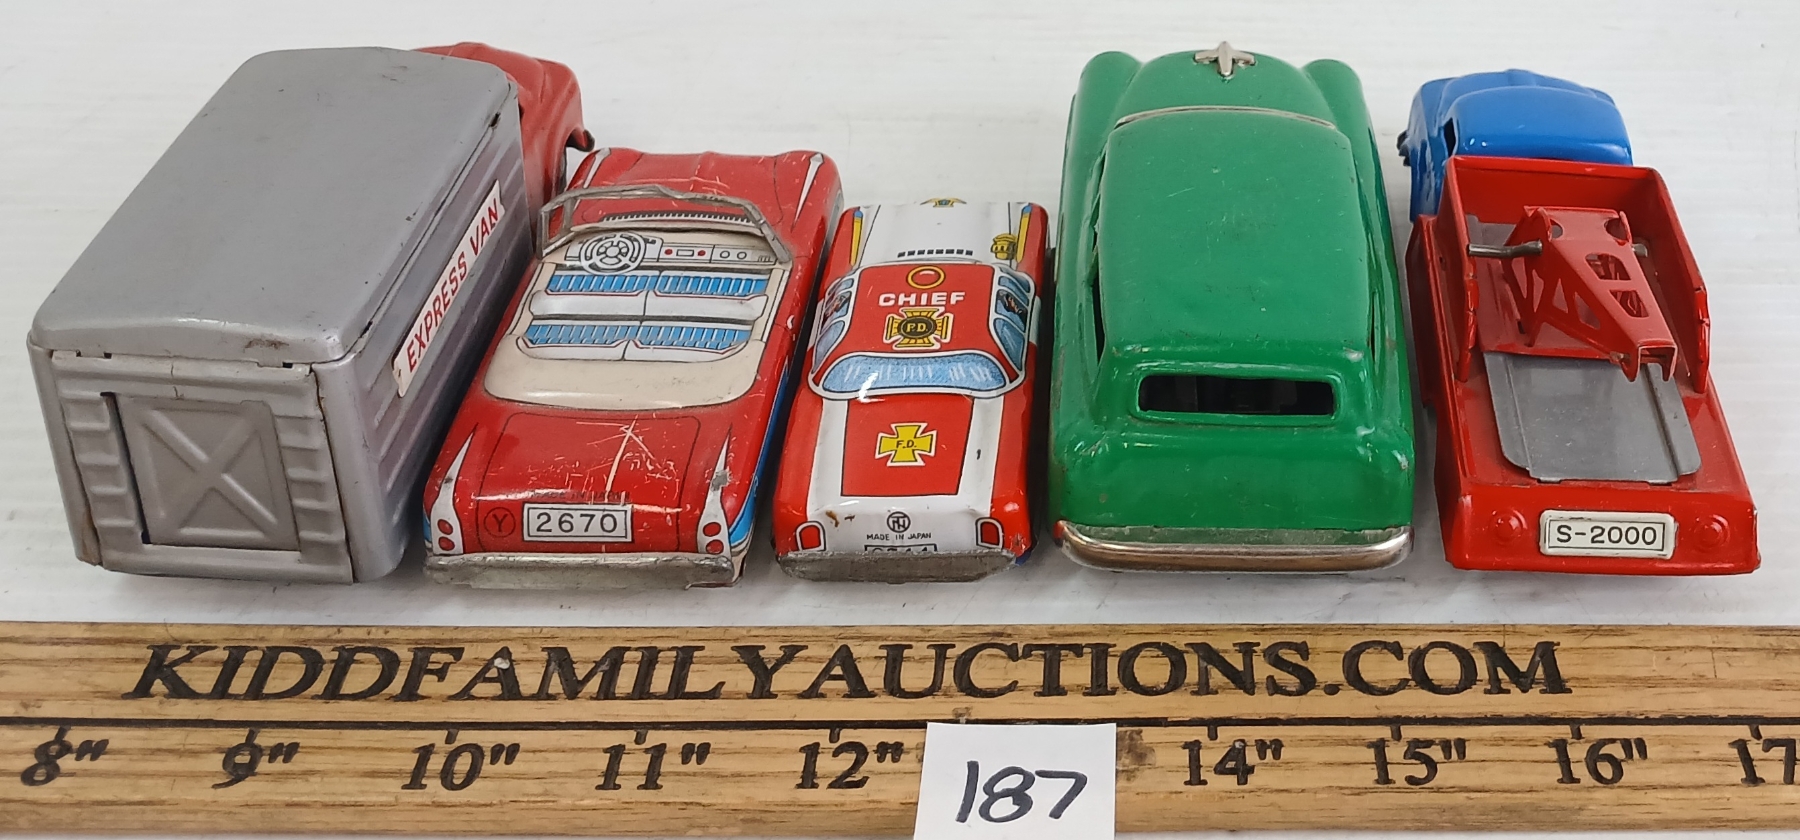 EXPRESS VAN
Y
2670
CHIEF
P.D.
F.D.
MADE IN JAPAN
S-2000
KIDDFAMILYAUCTIONS.COM
8" 9" 10" 11" 12" 14" 15" 16" 17
187